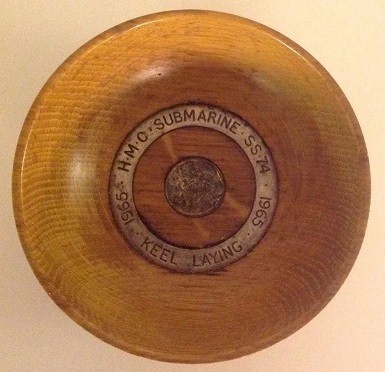 H·M·O·SUBMARINE·SS·74·
1965 · KEEL LAYING · 1965